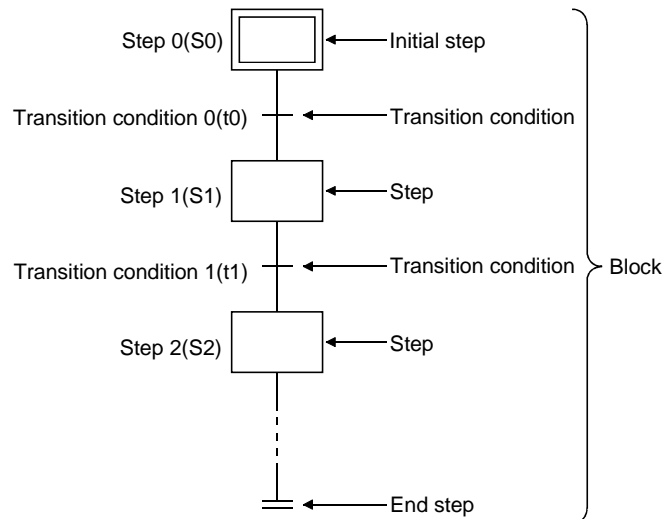 Step 0(S0)
Initial step
Transition condition 0(t0)
Transition condition
Step 1(S1)
Step
Transition condition 1(t1)
Transition condition
Block
Step 2(S2)
Step
End step